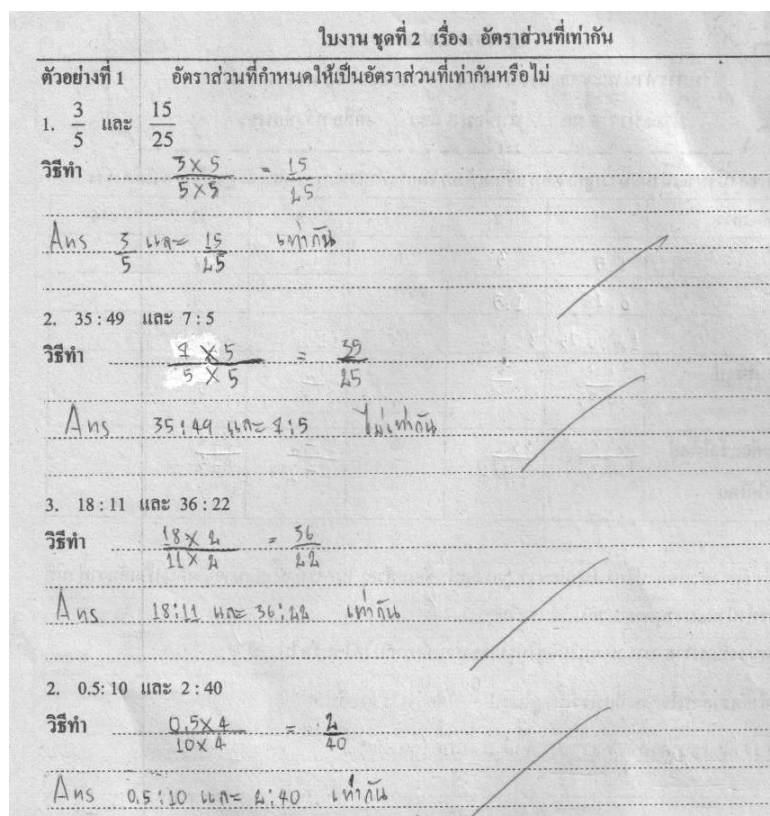 ใบงาน ชุดที่ 2 เรื่อง อัตราส่วนที่เท่ากัน
ตัวอย่างที่ 1 อัตราส่วนที่กำหนดให้เป็นอัตราส่วนที่เท่ากันหรือไม่
1. 3/5 และ 15/25
วิธีทำ 3 × 5 / 5 × 5 = 15/25
Ans 3/5 และ 15/25 เท่ากัน
2. 35 : 49 และ 7 : 5
วิธีทำ 7 × 5 / 5 × 5 = 35/25
Ans 35:49 และ 7:5 ไม่เท่ากัน
3. 18 : 11 และ 36 : 22
วิธีทำ 18 × 2 / 11 × 2 = 36/22
Ans 18:11 และ 36:22 เท่ากัน
2. 0.5 : 10 และ 2 : 40
วิธีทำ 0.5 × 4 / 10 × 4 = 2/40
Ans 0.5:10 และ 2:40 เท่ากัน